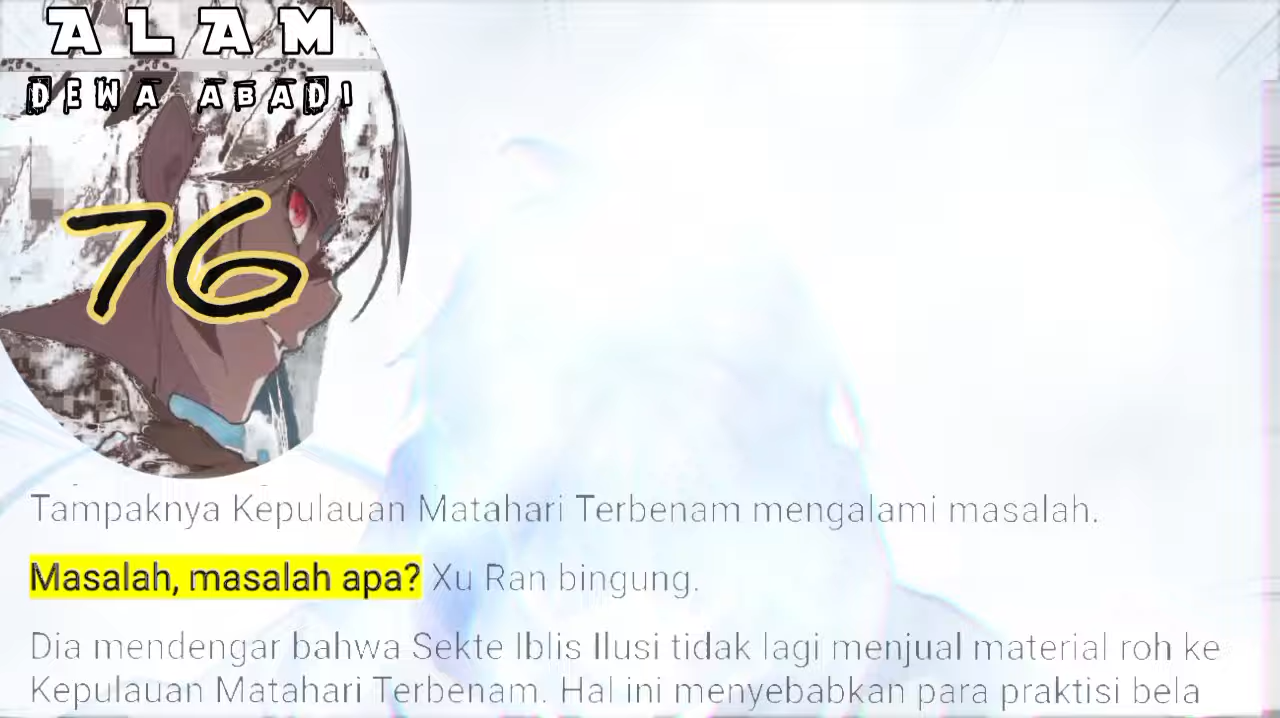 ALAM
DEWA ABADI
76
Tampaknya Kepulauan Matahari Terbenam mengalami masalah.
Masalah, masalah apa? Xu Ran bingung.
Dia mendengar bahwa Sekte Iblis Ilusi tidak lagi menjual material roh ke
Kepulauan Matahari Terbenam. Hal ini menyebabkan para praktisi bela